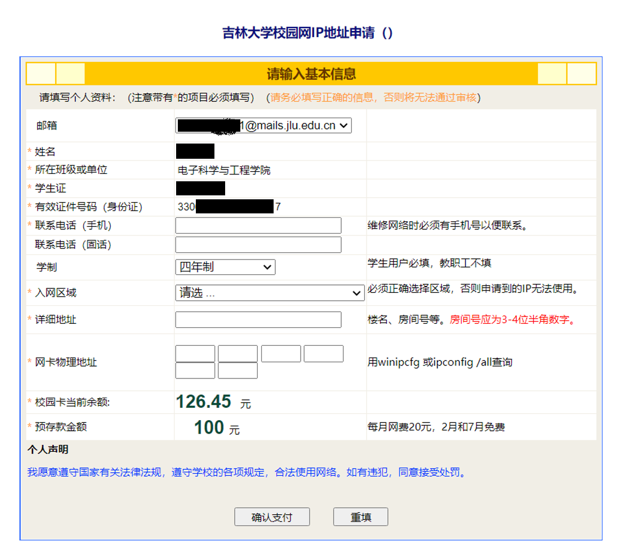 吉林大学校园网IP地址申请（）
请输入基本信息
请填写个人资料：（注意带有*的项目必须填写）（请务必填写正确的信息，否则将无法通过审核）
邮箱 1@mails.jlu.edu.cn
* 姓名
* 所在班级或单位 电子科学与工程学院
* 学生证
* 有效证件号码（身份证） 330 7
* 联系电话（手机） 维修网络时必须有手机号以便联系。
联系电话（固话）
学制 四年制 学生用户必填，教职工不填
* 入网区域 请选 ... 必须正确选择区域，否则申请到的IP无法使用。
* 详细地址 楼名、房间号等。房间号应为3-4位半角数字。
* 网卡物理地址 用winipcfg 或ipconfig /all查询
* 校园卡当前余额: 126.45 元
* 预存款金额 100 元 每月网费20元，2月和7月免费
个人声明
我愿意遵守国家有关法律法规，遵守学校的各项规定，合法使用网络。如有违犯，同意接受处罚。
确认支付 重填